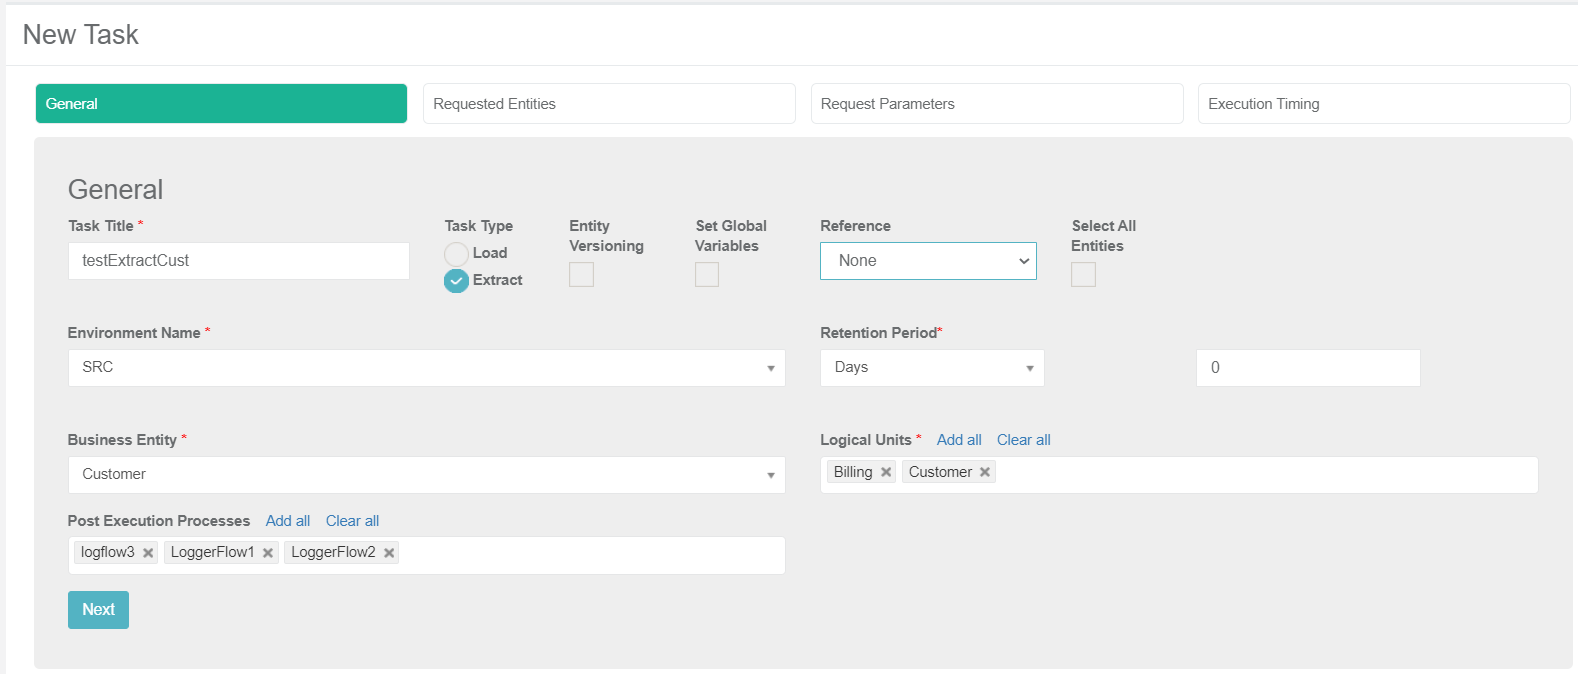 New Task
General
Requested Entities
Request Parameters
Execution Timing
General
Task Title *
testExtractCust
Task Type
Load
Extract
Entity
Versioning
Set Global
Variables
Reference
None
Select All
Entities
Environment Name *
SRC
Retention Period*
Days
0
Business Entity *
Customer
Logical Units * Add all Clear all
Billing × Customer ×
Post Execution Processes Add all Clear all
logflow3 × LoggerFlow1 × LoggerFlow2 ×
Next